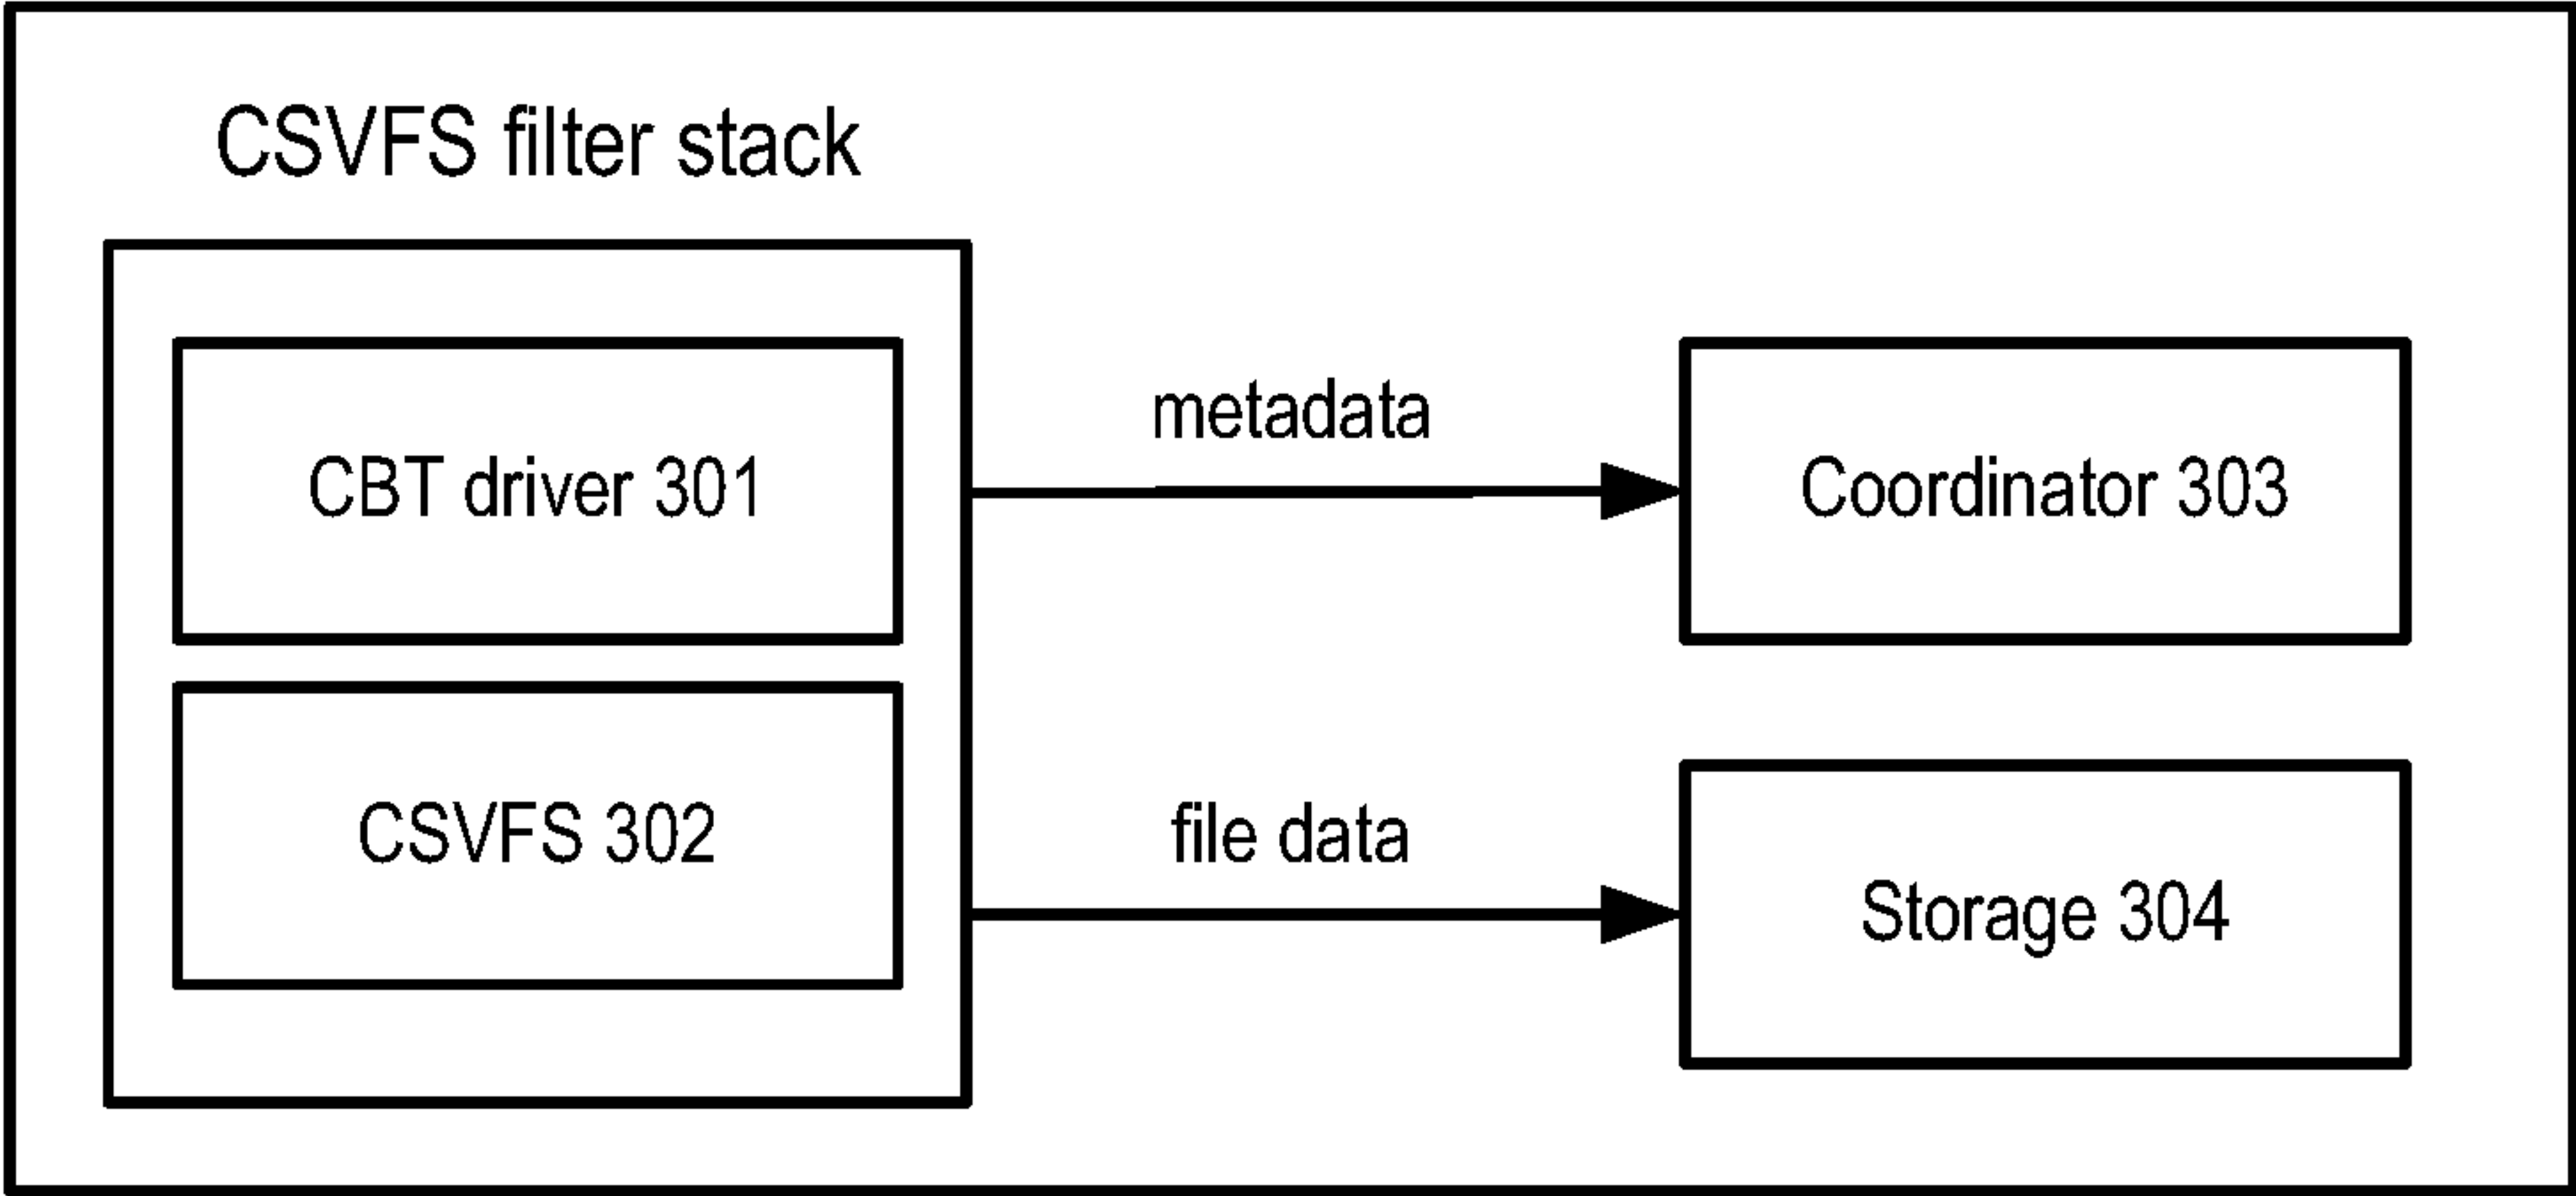 CSVFS filter stack
CBT driver 301
metadata
Coordinator 303
CSVFS 302
file data
Storage 304